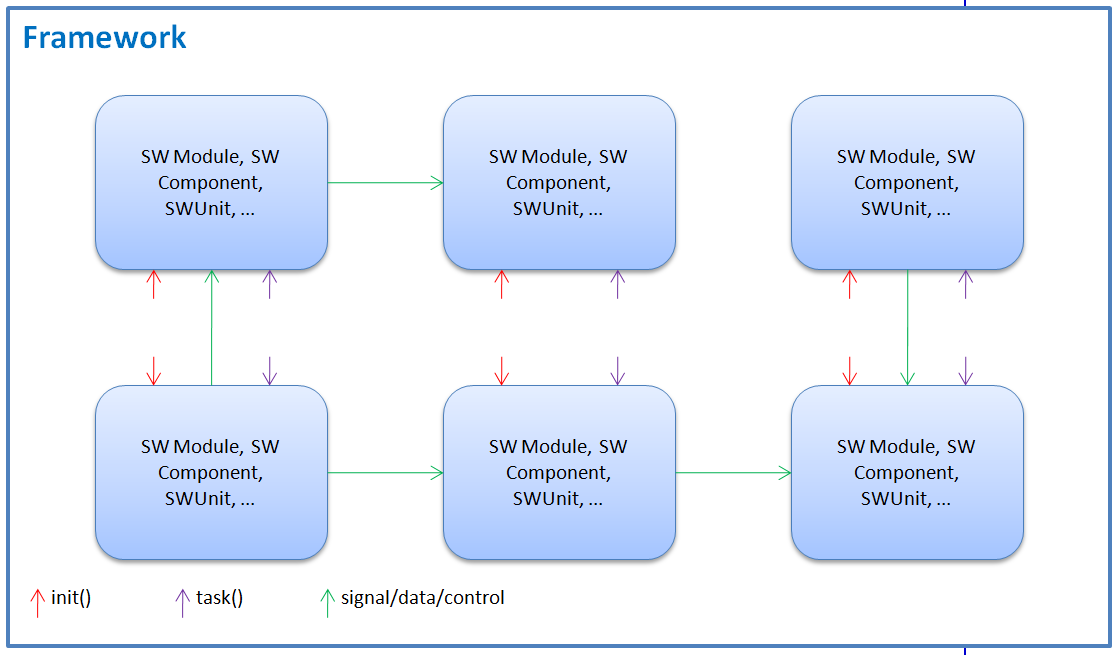 Framework
SW Module, SW
Component,
SWUnit, ...
SW Module, SW
Component,
SWUnit, ...
SW Module, SW
Component,
SWUnit, ...
SW Module, SW
Component,
SWUnit, ...
SW Module, SW
Component,
SWUnit, ...
SW Module, SW
Component,
SWUnit, ...
init()
task()
signal/data/control